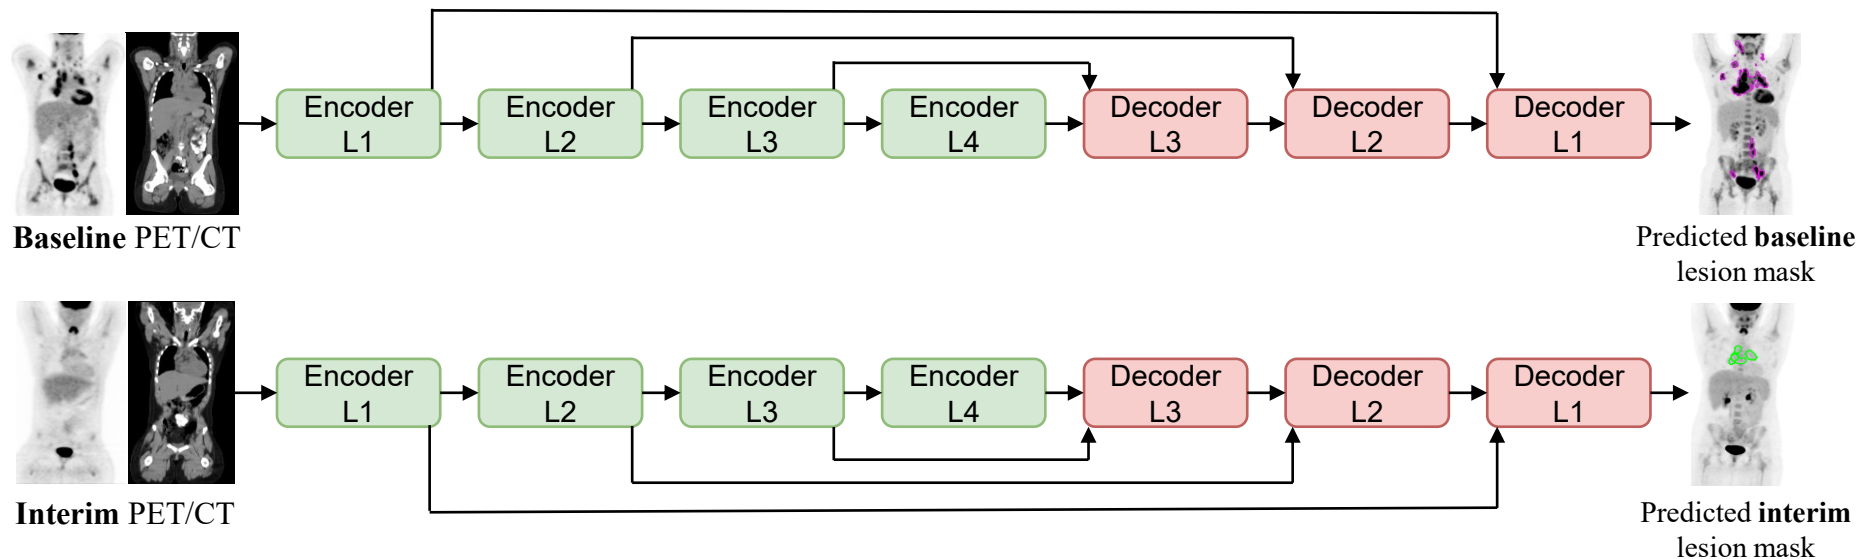 Encoder
L1
Encoder
L2
Encoder
L3
Encoder
L4
Decoder
L3
Decoder
L2
Decoder
L1
Baseline PET/CT
Predicted baseline
lesion mask
Encoder
L1
Encoder
L2
Encoder
L3
Encoder
L4
Decoder
L3
Decoder
L2
Decoder
L1
Interim PET/CT
Predicted interim
lesion mask